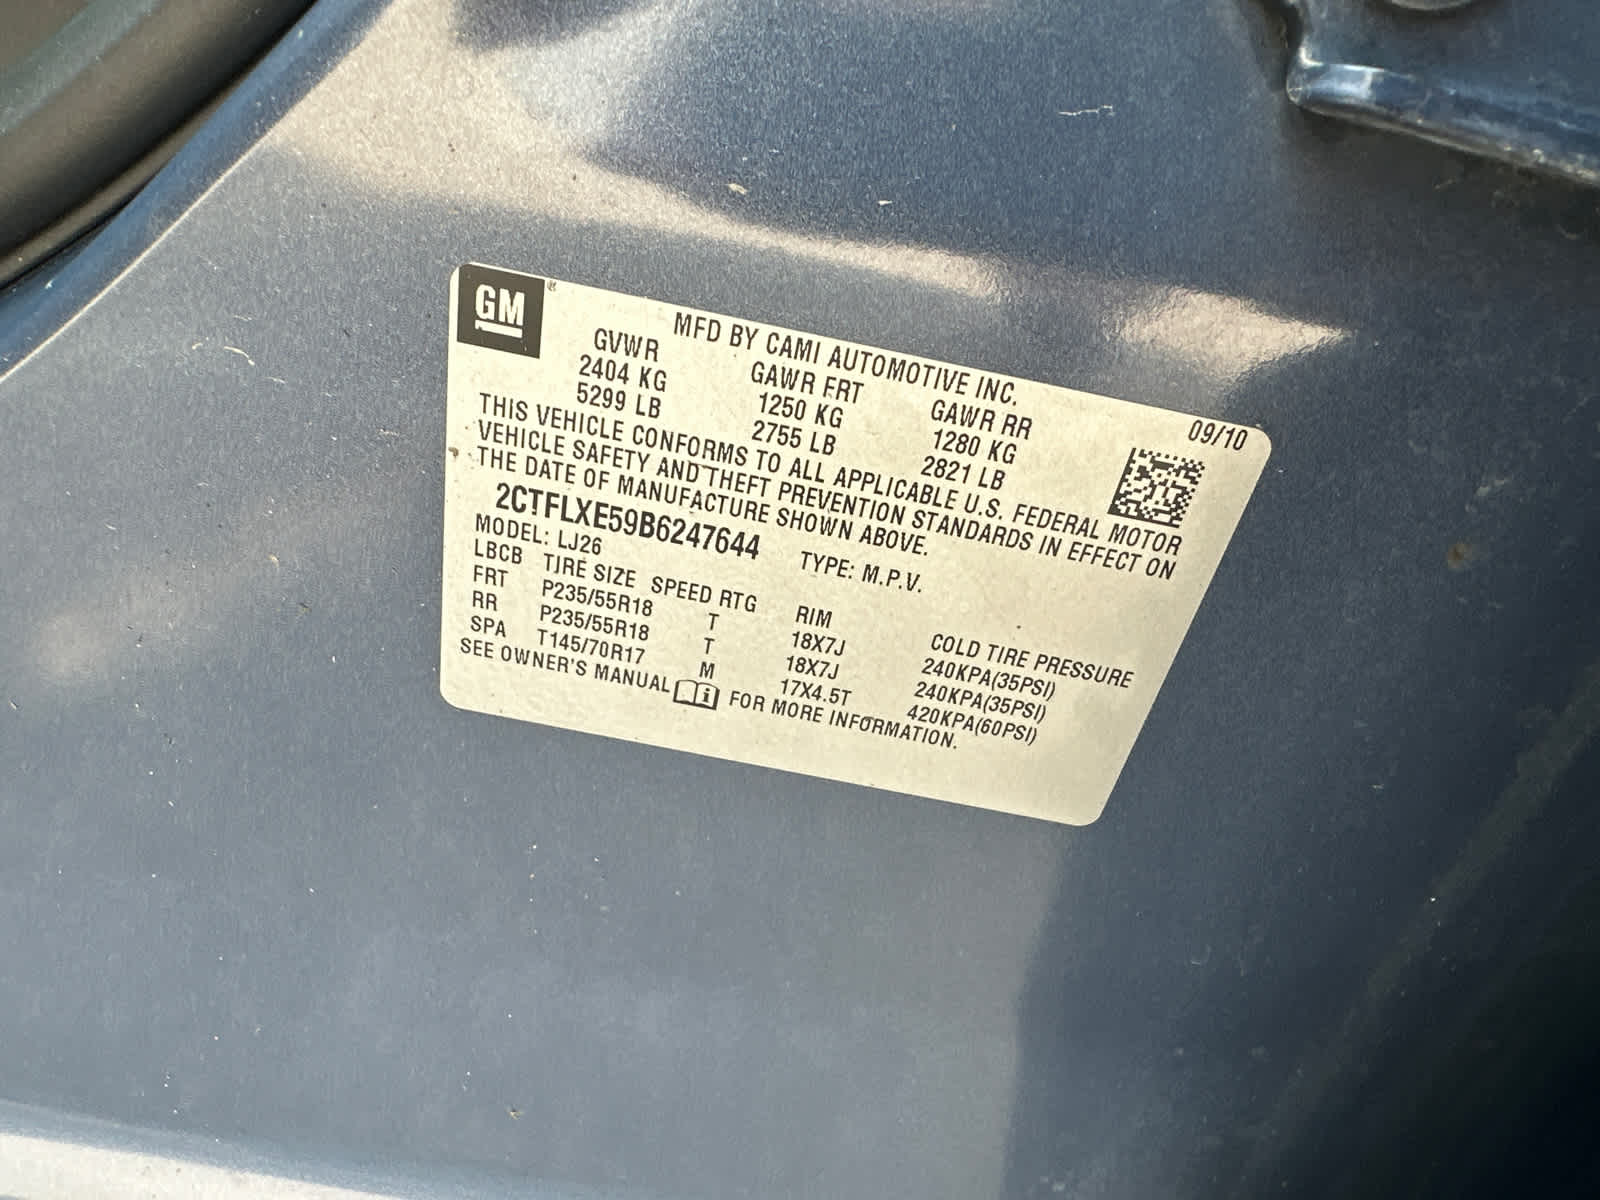 GM®
MFD BY CAMI AUTOMOTIVE INC.
GVWR GAWR FRT GAWR RR 09/10
2404 KG 1250 KG 1280 KG
5299 LB 2755 LB 2821 LB
THIS VEHICLE CONFORMS TO ALL APPLICABLE U.S. FEDERAL MOTOR
VEHICLE SAFETY AND THEFT PREVENTION STANDARDS IN EFFECT ON
THE DATE OF MANUFACTURE SHOWN ABOVE.
2CTFLXE59B6247644 TYPE: M.P.V.
MODEL: LJ26
LBCB TIRE SIZE SPEED RTG RIM COLD TIRE PRESSURE
FRT P235/55R18 T 18X7J 240KPA(35PSI)
RR P235/55R18 T 18X7J 240KPA(35PSI)
SPA T145/70R17 M 17X4.5T 420KPA(60PSI)
SEE OWNER'S MANUAL FOR MORE INFORMATION.